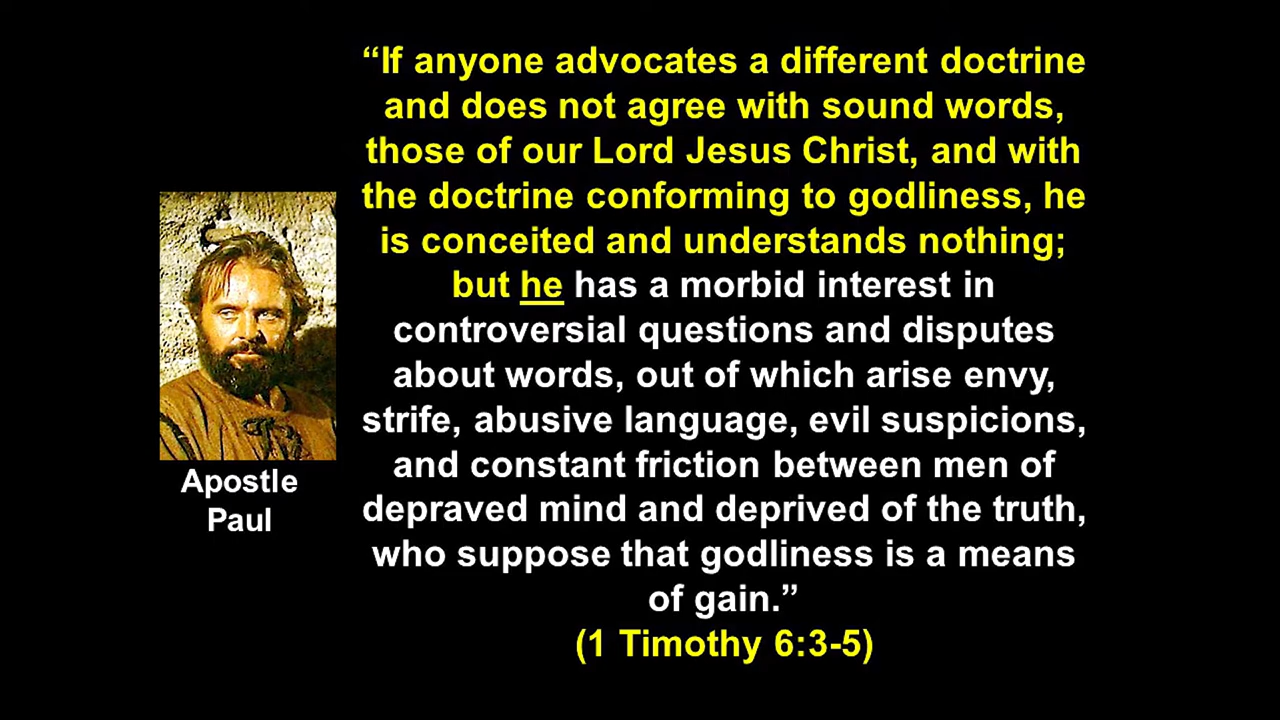 “If anyone advocates a different doctrine
and does not agree with sound words,
those of our Lord Jesus Christ, and with
the doctrine conforming to godliness, he
is conceited and understands nothing;
but he has a morbid interest in
controversial questions and disputes
about words, out of which arise envy,
strife, abusive language, evil suspicions,
and constant friction between men of
depraved mind and deprived of the truth,
who suppose that godliness is a means
of gain.”
(1 Timothy 6:3-5)
Apostle
Paul